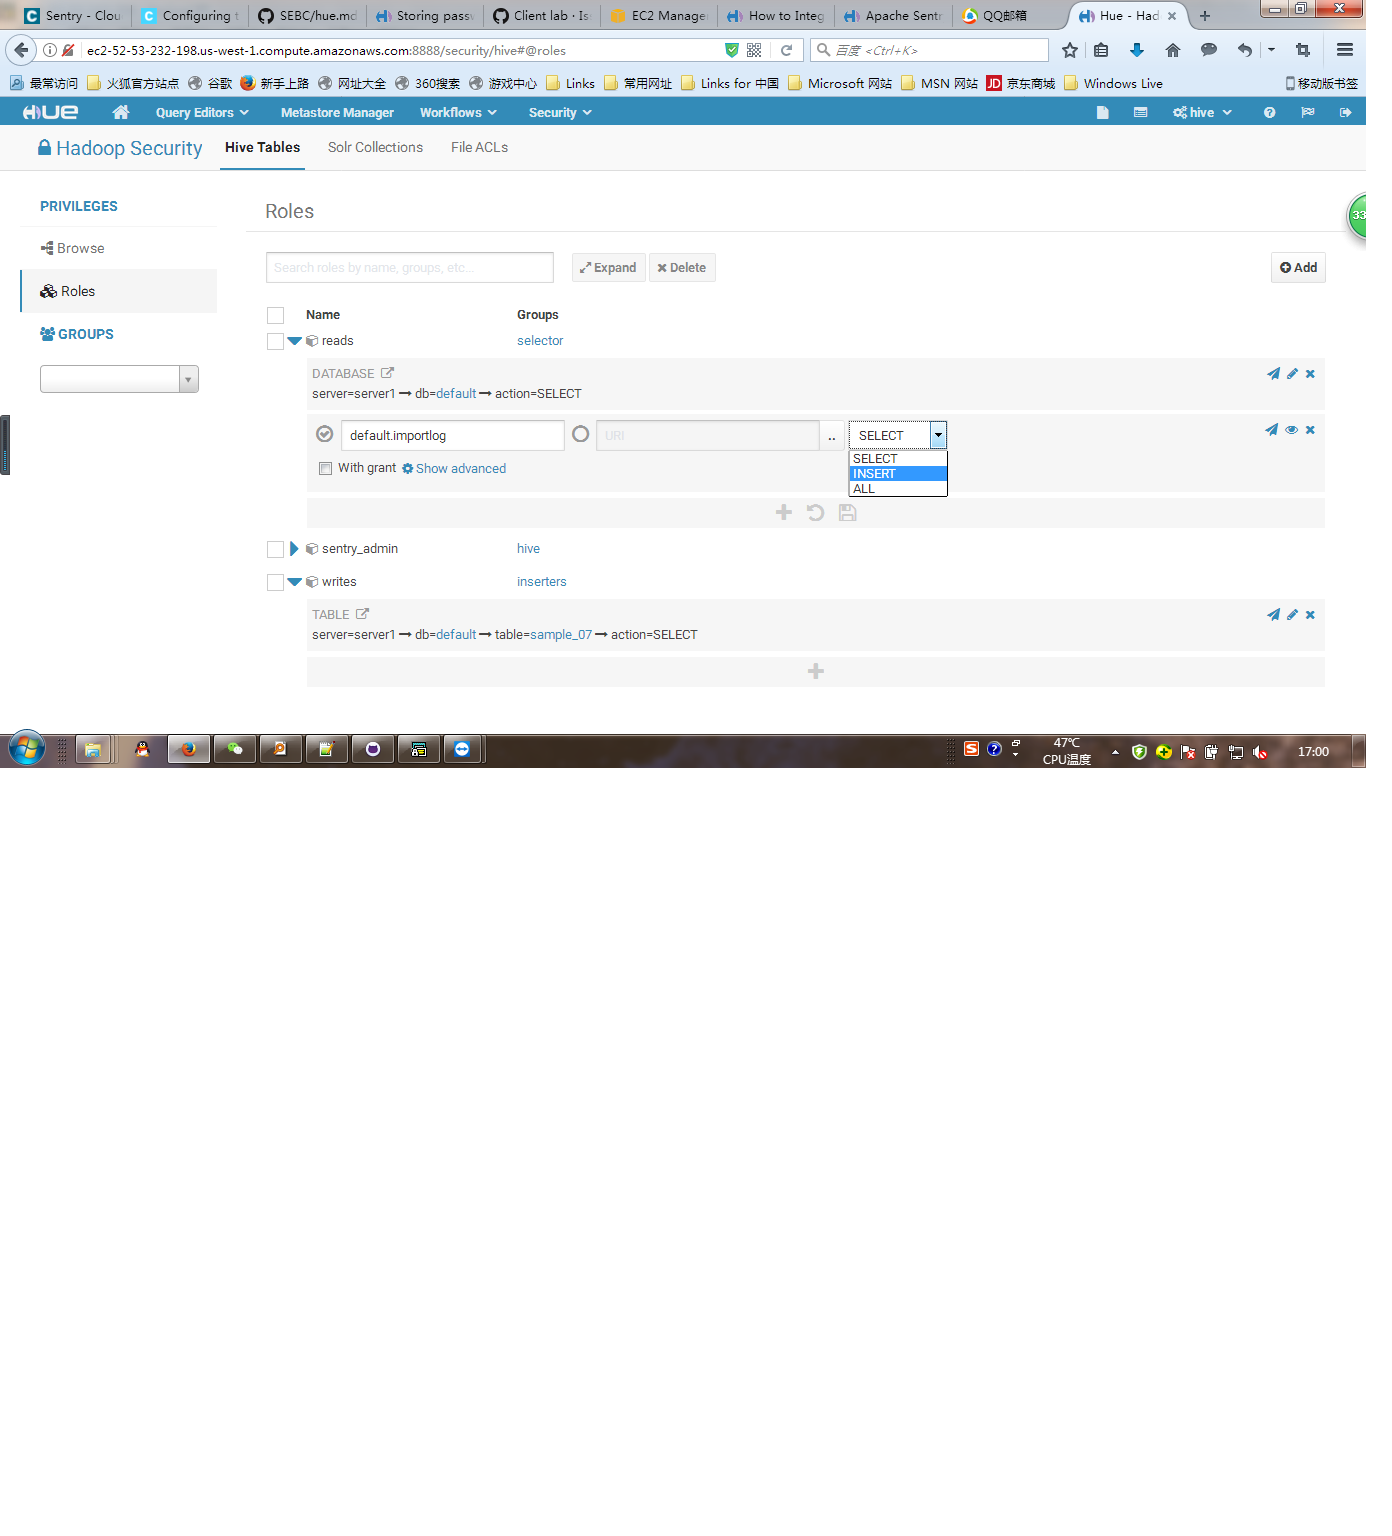 Sentry - Clou Configuring t SEBC/hue.md Storing passw Client lab · Is EC2 Manage How to Integ Apache Sentr QQ邮箱 Hue - Had
ec2-52-53-232-198.us-west-1.compute.amazonaws.com:8888/security/hive#@roles 百度 <Ctrl+K>
最常访问 火狐官方站点 谷歌 新手上路 网址大全 360搜索 游戏中心 Links 常用网址 Links for 中国 Microsoft 网站 MSN 网站 JD 京东商城 Windows Live 移动版书签
HUE Query Editors Metastore Manager Workflows Security hive
Hadoop Security Hive Tables Solr Collections File ACLs
PRIVILEGES
Browse
Roles
GROUPS
Roles
33
Search roles by name, groups, etc... Expand Delete Add
Name Groups
reads selector
DATABASE
server=server1 db=default action=SELECT
default.importlog URI .. SELECT
SELECT
INSERT
ALL
With grant Show advanced
sentry_admin hive
writes inserters
TABLE
server=server1 db=default table=sample_07 action=SELECT
47℃
CPU温度
17:00